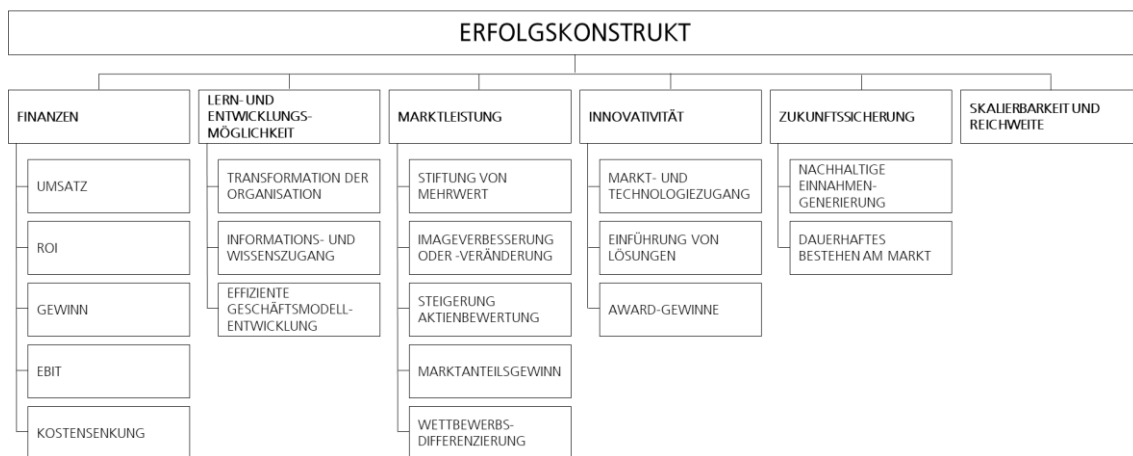 ERFOLGSKONSTRUKT
FINANZEN
UMSATZ
ROI
GEWINN
EBIT
KOSTENSENKUNG
LERN- UND
ENTWICKLUNGS-
MÖGLICHKEIT
TRANSFORMATION DER
ORGANISATION
INFORMATIONS- UND
WISSENSZUGANG
EFFIZIENTE
GESCHÄFTSMODELL-
ENTWICKLUNG
MARKTLEISTUNG
STIFTUNG VON
MEHRWERT
IMAGEVERBESSERUNG
ODER -VERÄNDERUNG
STEIGERUNG
AKTIENBEWERTUNG
MARKTANTEILSGEWINN
WETTBEWERBS-
DIFFERENZIERUNG
INNOVATIVITÄT
MARKT- UND
TECHNOLOGIEZUGANG
EINFÜHRUNG VON
LÖSUNGEN
AWARD-GEWINNE
ZUKUNFTSSICHERUNG
NACHHALTIGE
EINNAHMEN-
GENERIERUNG
DAUERHAFTES
BESTEHEN AM MARKT
SKALIERBARKEIT UND
REICHWEITE